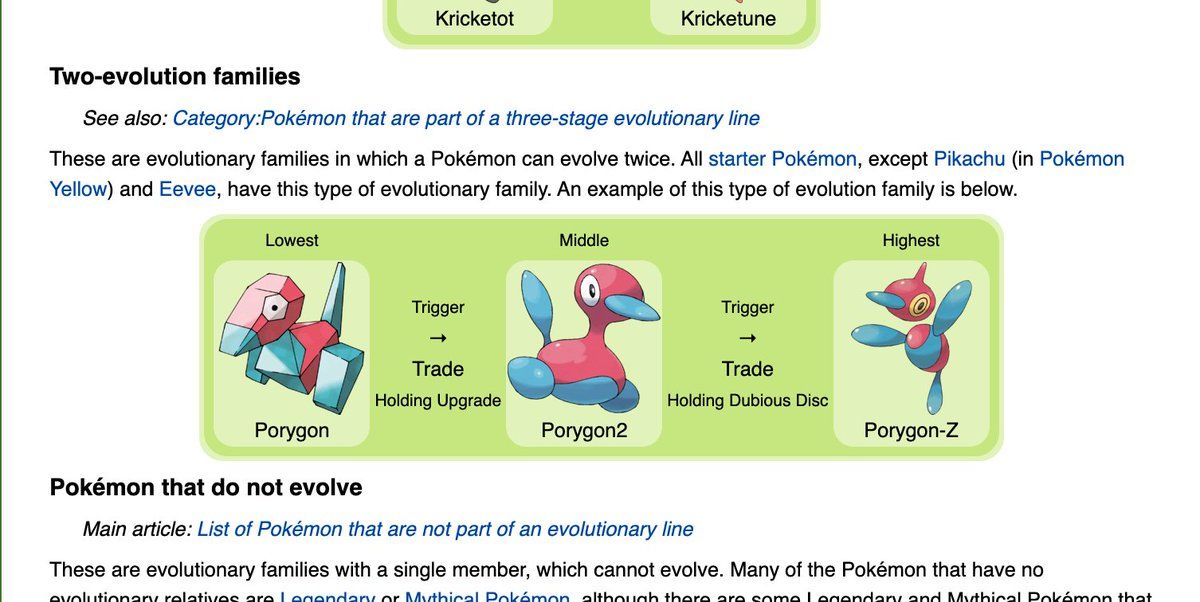 Kricketot Kricketune
Two-evolution families
See also: Category:Pokémon that are part of a three-stage evolutionary line
These are evolutionary families in which a Pokémon can evolve twice. All starter Pokémon, except Pikachu (in Pokémon
Yellow) and Eevee, have this type of evolutionary family. An example of this type of evolution family is below.
Lowest Middle Highest
Trigger Trigger
→ →
Trade Trade
Holding Upgrade Holding Dubious Disc
Porygon Porygon2 Porygon-Z
Pokémon that do not evolve
Main article: List of Pokémon that are not part of an evolutionary line
These are evolutionary families with a single member, which cannot evolve. Many of the Pokémon that have no
evolutionary relatives are Legendary or Mythical Pokémon, although there are some Legendary and Mythical Pokémon that